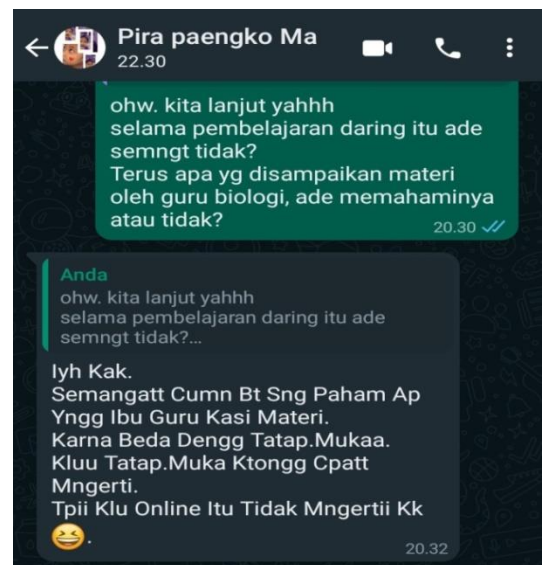 Pira paengko Ma
22.30
ohw. kita lanjut yahhh
selama pembelajaran daring itu ade
semngt tidak?
Terus apa yg disampaikan materi
oleh guru biologi, ade memahaminya
atau tidak?
20.30
Anda
ohw. kita lanjut yahhh
selama pembelajaran daring itu ade
semngt tidak?...
Iyh Kak.
Semangatt Cumn Bt Sng Paham Ap
Yngg Ibu Guru Kasi Materi.
Karna Beda Dengg Tatap.Mukaa.
Kluu Tatap.Muka Ktongg Cpatt
Mngerti.
Tpii Klu Online Itu Tidak Mngertii Kk
😆.
20.32